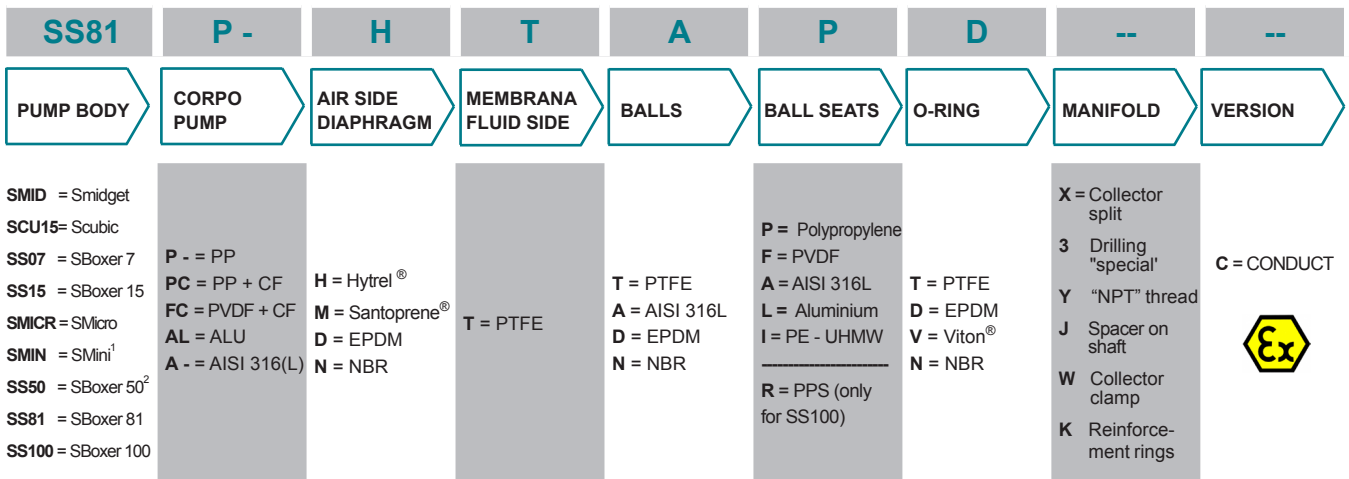 SS81 P - H T A P D -- --
PUMP BODY
CORPO
PUMP
AIR SIDE
DIAPHRAGM
MEMBRANA
FLUID SIDE
BALLS
BALL SEATS
O-RING
MANIFOLD
VERSION
SMID = Smidget
SCU15= Scubic
SS07 = SBoxer 7
SS15 = SBoxer 15
SMICR= SMicro
SMIN = SMini¹
SS50 = SBoxer 50²
SS81 = SBoxer 81
SS100 = SBoxer 100
P - = PP
PC = PP + CF
FC = PVDF + CF
AL = ALU
A - = AISI 316(L)
H = Hytrel ®
M = Santoprene®
D = EPDM
N = NBR
T = PTFE
T = PTFE
A = AISI 316L
D = EPDM
N = NBR
P = Polypropylene
F = PVDF
A = AISI 316L
L = Aluminium
I = PE - UHMW
------------------------
R = PPS (only
for SS100)
T = PTFE
D = EPDM
V = Viton®
N = NBR
X = Collector
split
3 Drilling
"special'
Y “NPT” thread
J Spacer on
shaft
W Collector
clamp
K Reinforce-
ment rings
C = CONDUCT
Ex